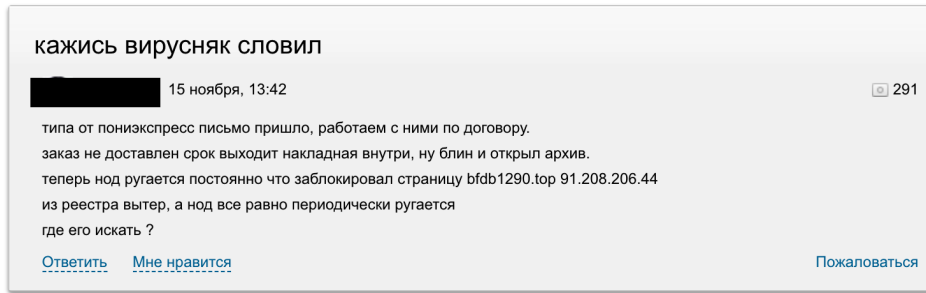 кажись вирусняк словил
15 ноября, 13:42 291
типа от пониэкспресс письмо пришло, работаем с ними по договору.
заказ не доставлен срок выходит накладная внутри, ну блин и открыл архив.
теперь нод ругается постоянно что заблокировал страницу bfdb1290.top 91.208.206.44
из реестра вытер, а нод все равно периодически ругается
где его искать ?
Ответить Мне нравится Пожаловаться